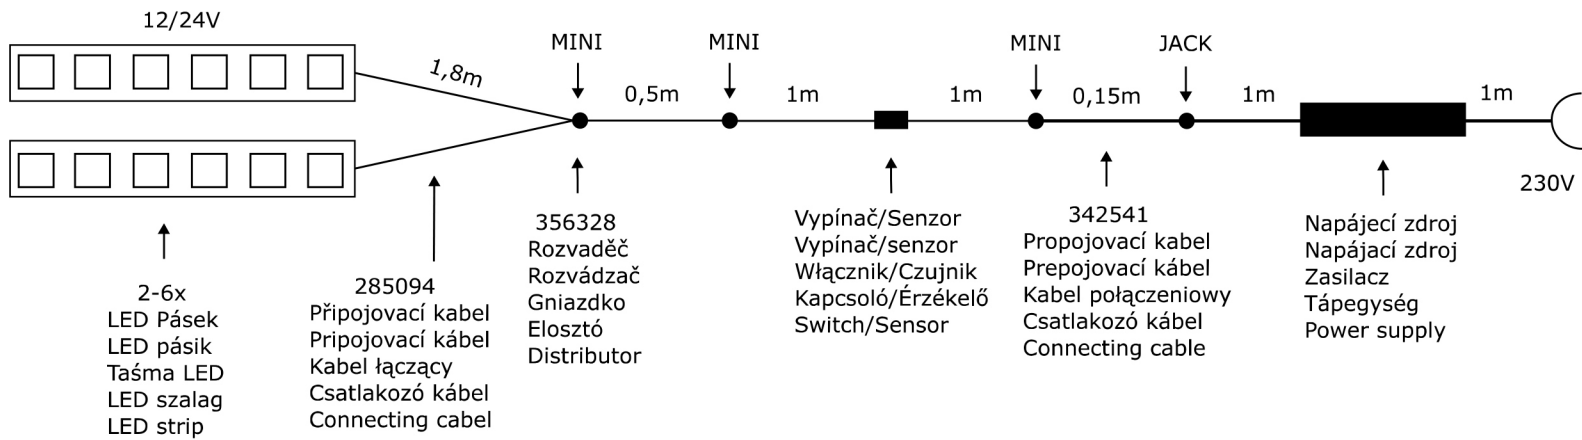 12/24V
1,8m
MINI
0,5m
MINI
1m
1m
MINI
0,15m
JACK
1m
1m
230V
2-6x
LED Pásek
LED pásik
Taśma LED
LED szalag
LED strip
285094
Připojovací kabel
Pripojovací kábel
Kabel łączący
Csatlakozó kábel
Connecting cabel
356328
Rozvaděč
Rozvádzač
Gniazdko
Elosztó
Distributor
Vypínač/Senzor
Vypínač/senzor
Włącznik/Czujnik
Kapcsoló/Érzékelő
Switch/Sensor
342541
Propojovací kabel
Prepojovací kábel
Kabel połączeniowy
Csatlakozó kábel
Connecting cable
Napájecí zdroj
Napájací zdroj
Zasilacz
Tápegység
Power supply